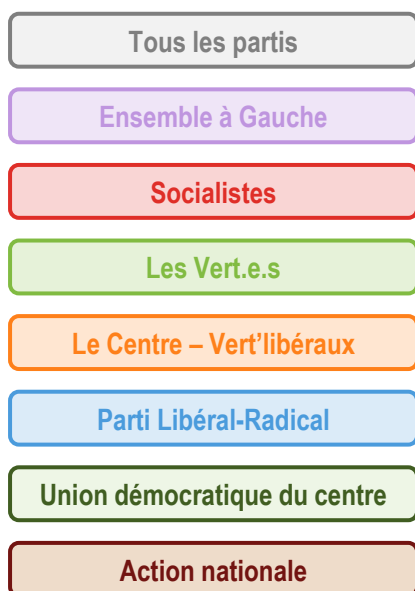 Tous les partis
Ensemble à Gauche
Socialistes
Les Vert.e.s
Le Centre – Vert’libéraux
Parti Libéral-Radical
Union démocratique du centre
Action nationale